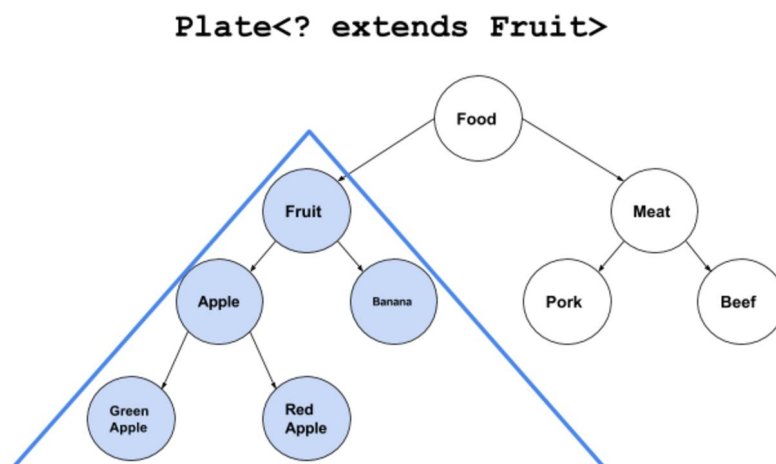 Plate<? extends Fruit>
Food
Fruit
Meat
Apple
Banana
Pork
Beef
Green
Apple
Red
Apple